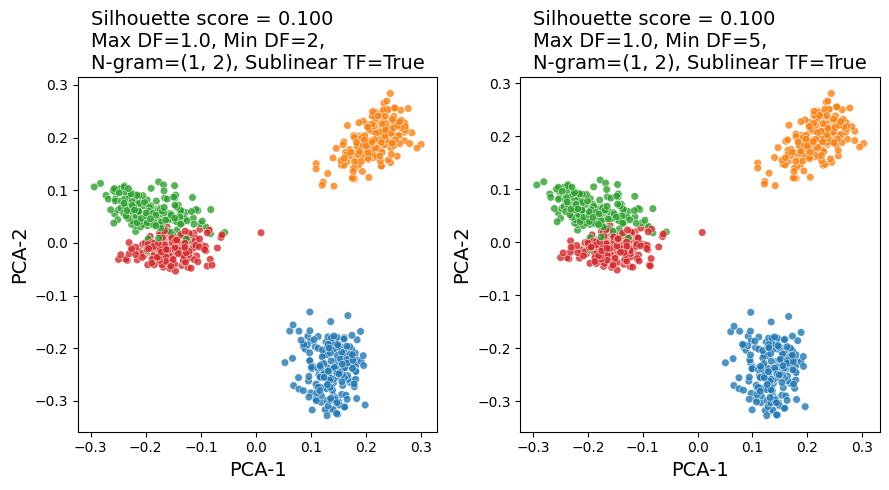 Silhouette score = 0.100
Max DF=1.0, Min DF=2,
N-gram=(1, 2), Sublinear TF=True
0.3
0.2
0.1
0.0
−0.1
−0.2
−0.3
PCA-2
−0.3
−0.2
−0.1
0.0
0.1
0.2
0.3
PCA-1
Silhouette score = 0.100
Max DF=1.0, Min DF=5,
N-gram=(1, 2), Sublinear TF=True
0.3
0.2
0.1
0.0
−0.1
−0.2
−0.3
PCA-2
−0.3
−0.2
−0.1
0.0
0.1
0.2
0.3
PCA-1